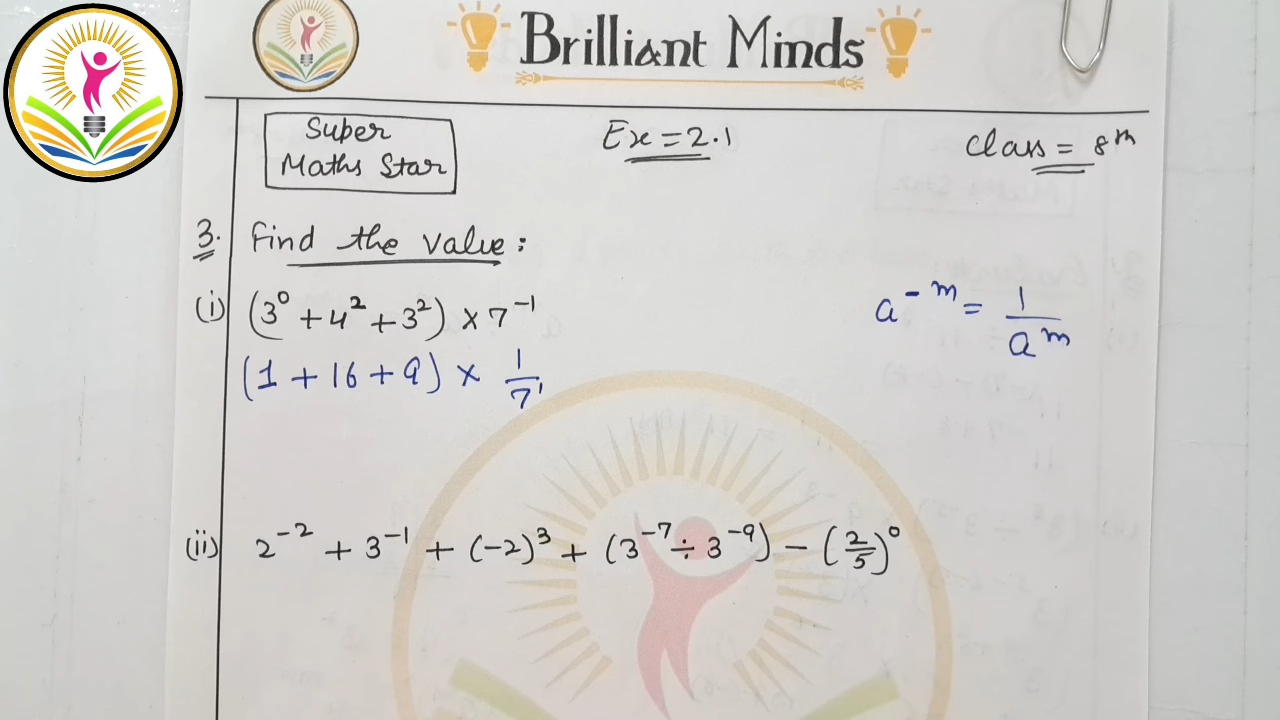 Brilliant Minds
Super
Maths Star
Ex = 2.1
Class = 8th
3. Find the value:
(i) (3⁰ + 4² + 3²) × 7⁻¹
a⁻ᵐ = 1/aᵐ
(1 + 16 + 9) × 1/7¹
(ii) 2⁻² + 3⁻¹ + (-2)³ + (3⁻⁷ ÷ 3⁻⁹) - (2/5)⁰